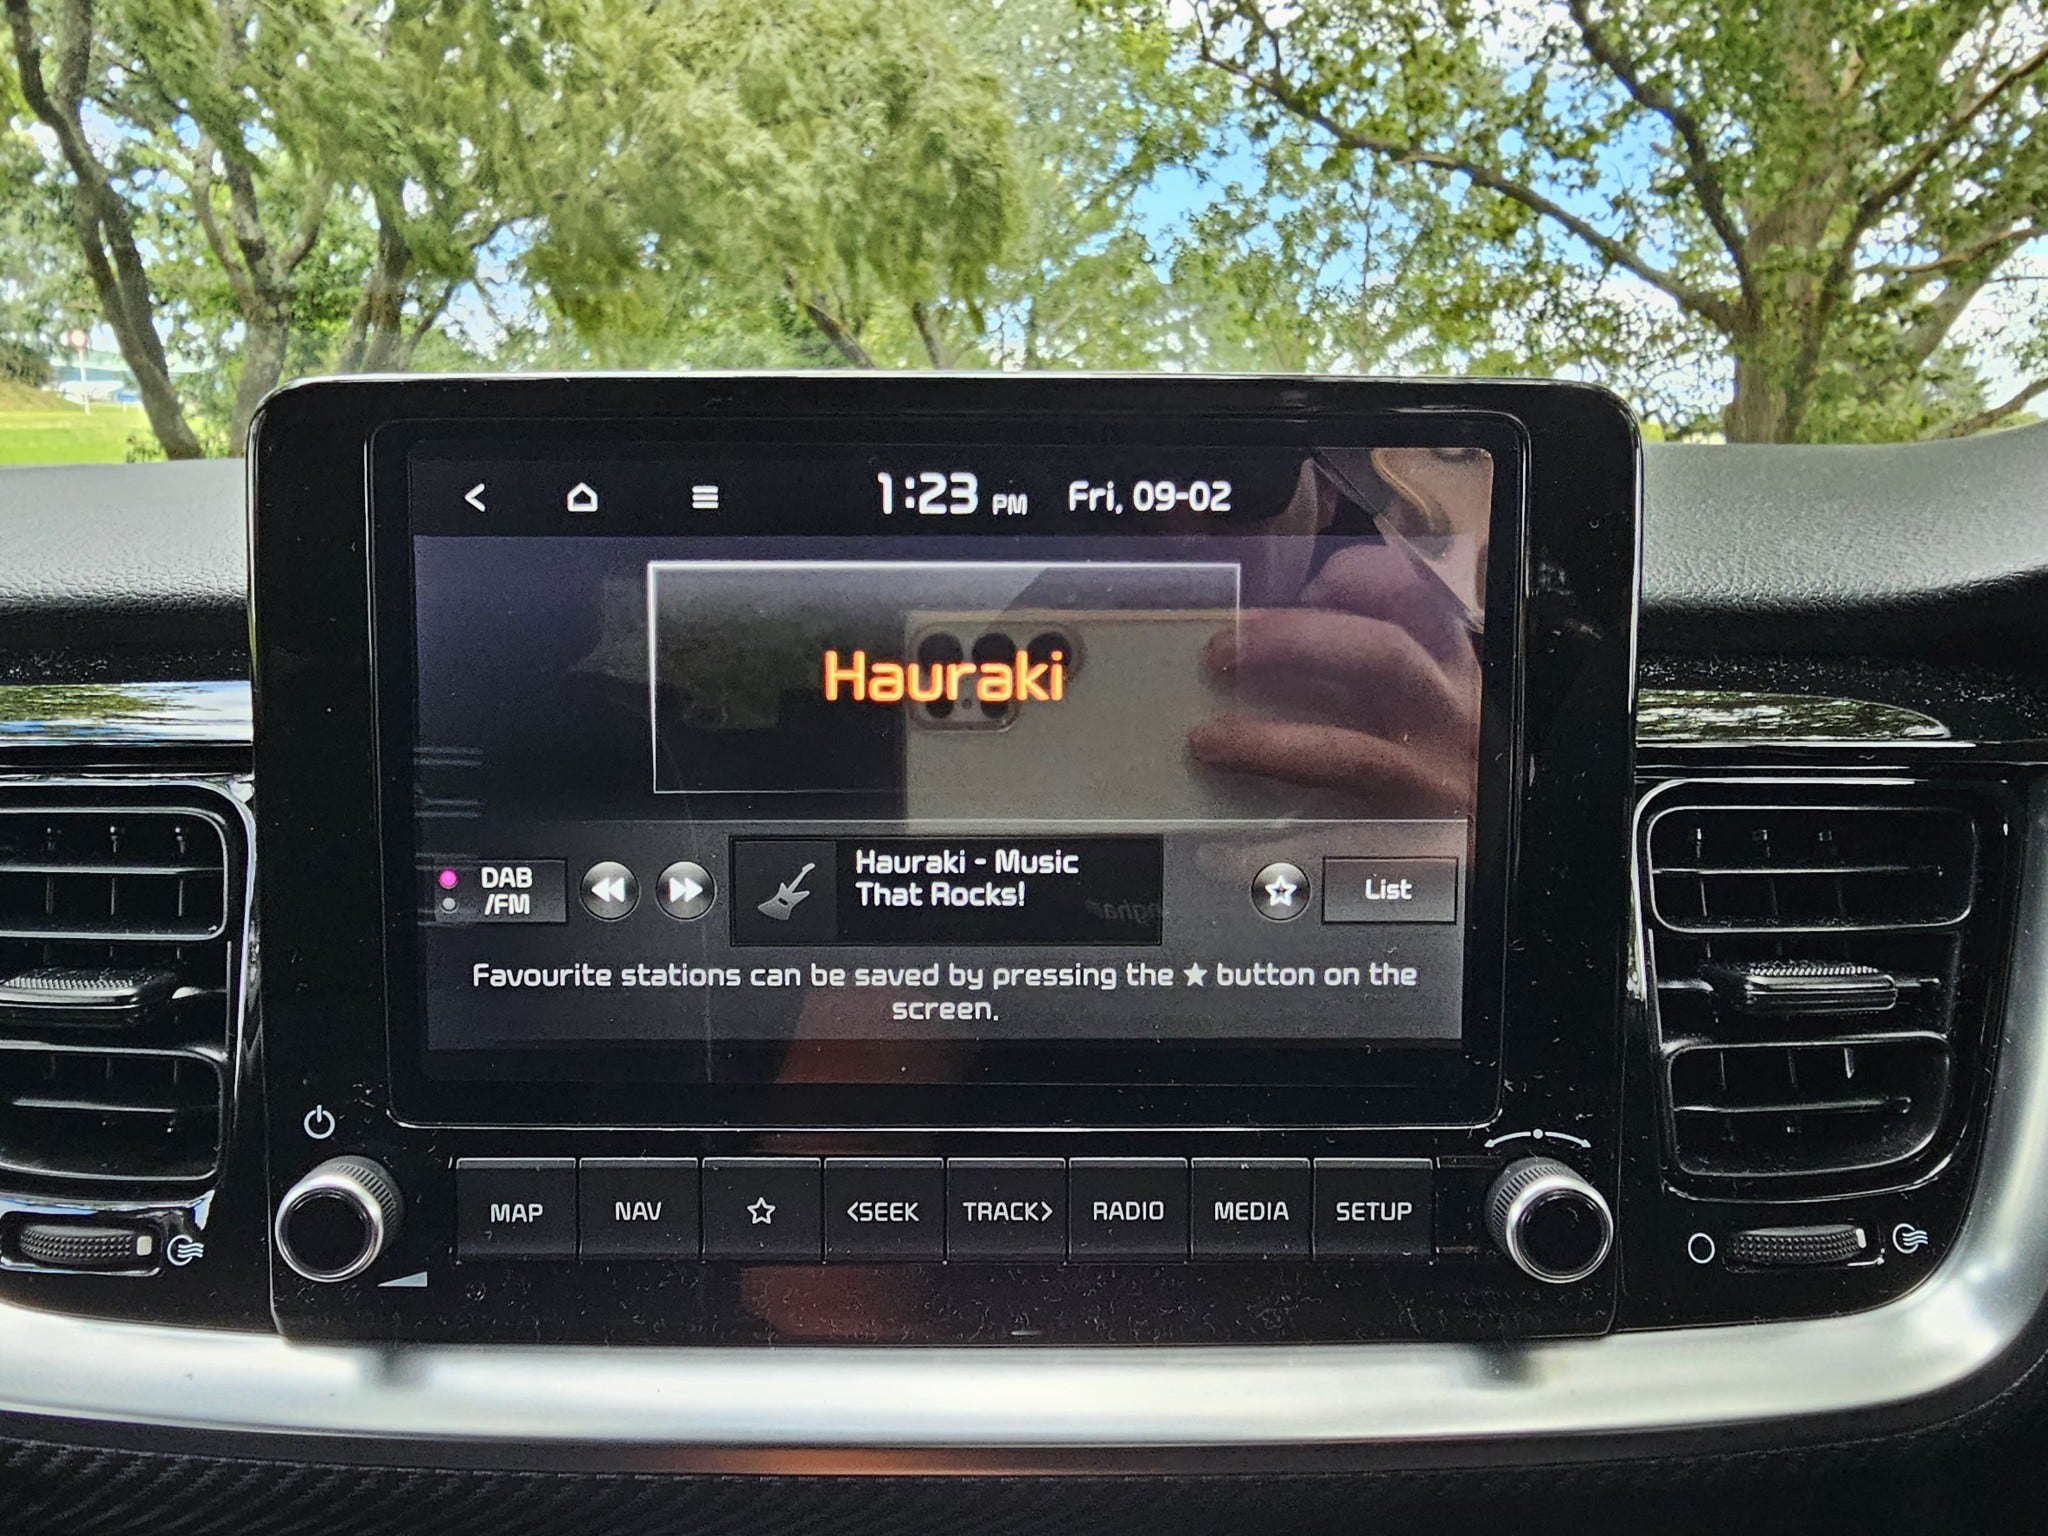 1:23 PM Fri, 09-02
Hauraki
DAB
/FM
Hauraki - Music
That Rocks!
List
Favourite stations can be saved by pressing the ★ button on the
screen.
MAP
NAV
<SEEK
TRACK>
RADIO
MEDIA
SETUP